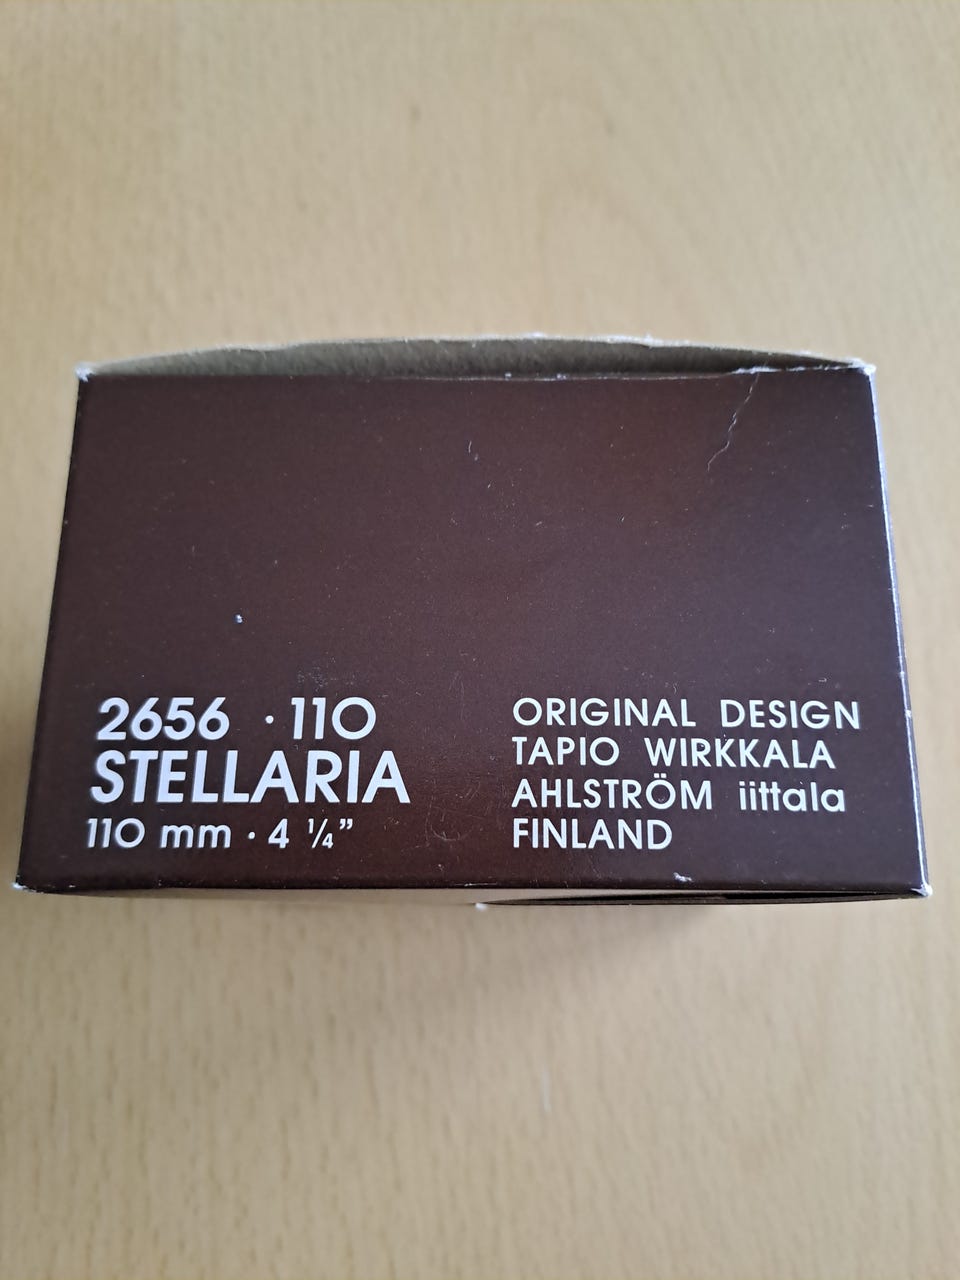 2656 · 110
STELLARIA
110 mm · 4 ¼”
ORIGINAL DESIGN
TAPIO WIRKKALA
AHLSTRÖM iittala
FINLAND